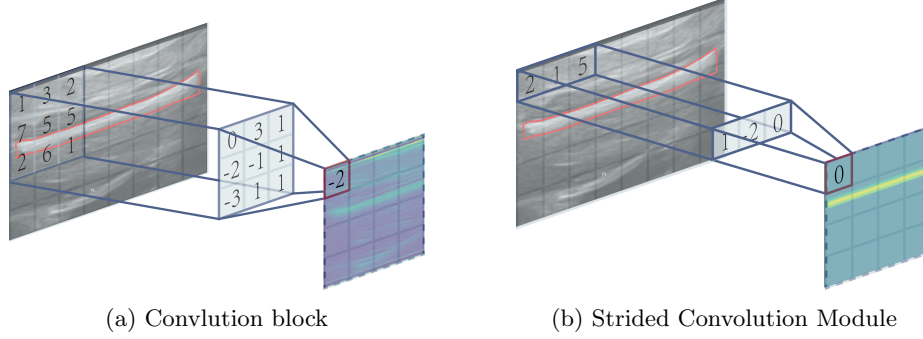 1 3 2
7 5 5
2 6 1
0 3 1
-2 -1 1
-3 1 1
-2
2 1 5
1 -2 0
0
(a) Convlution block
(b) Strided Convolution Module